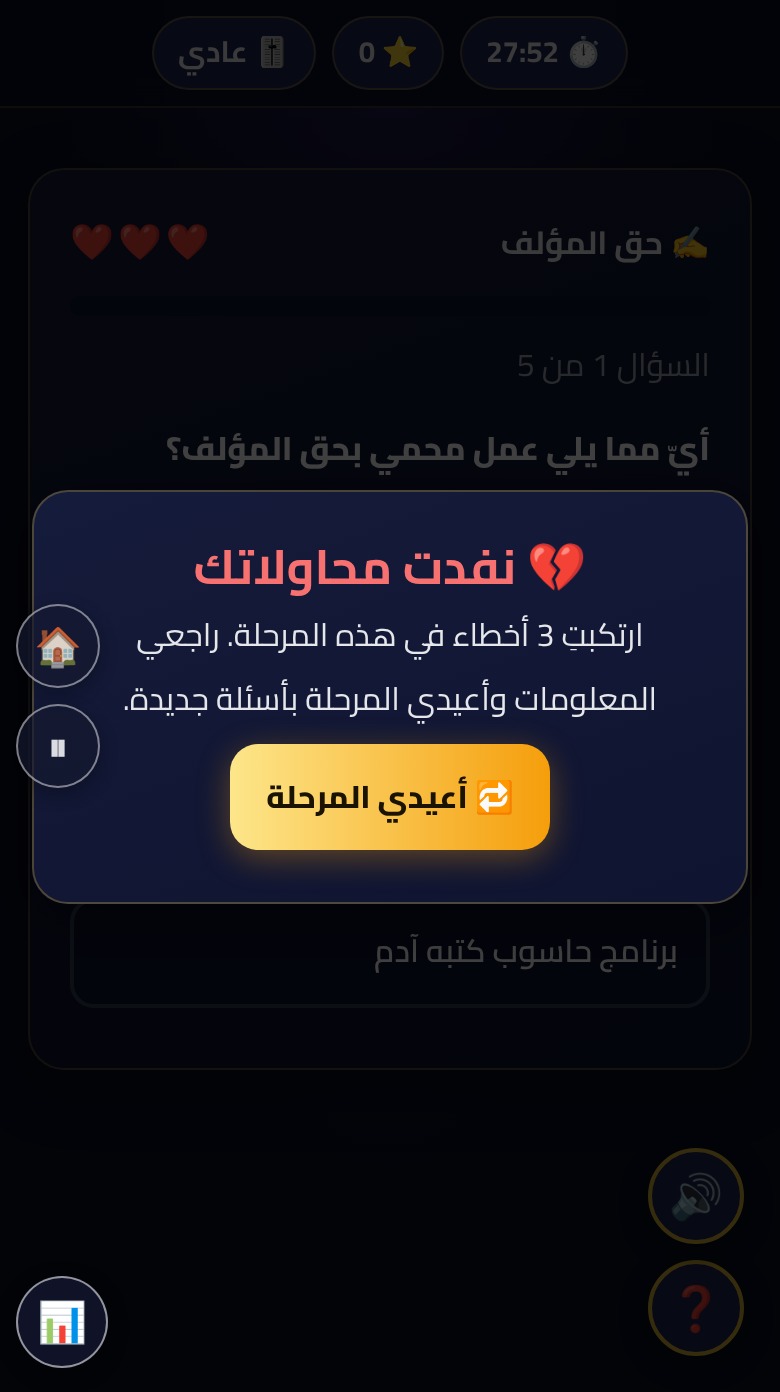 27:52
0
عادي
حق المؤلف
السؤال 1 من 5
أيّ مما يلي عمل محمي بحق المؤلف؟
نفدت محاولاتك
ارتكبتِ 3 أخطاء في هذه المرحلة. راجعي
المعلومات وأعيدي المرحلة بأسئلة جديدة.
أعيدي المرحلة
برنامج حاسوب كتبه آدم